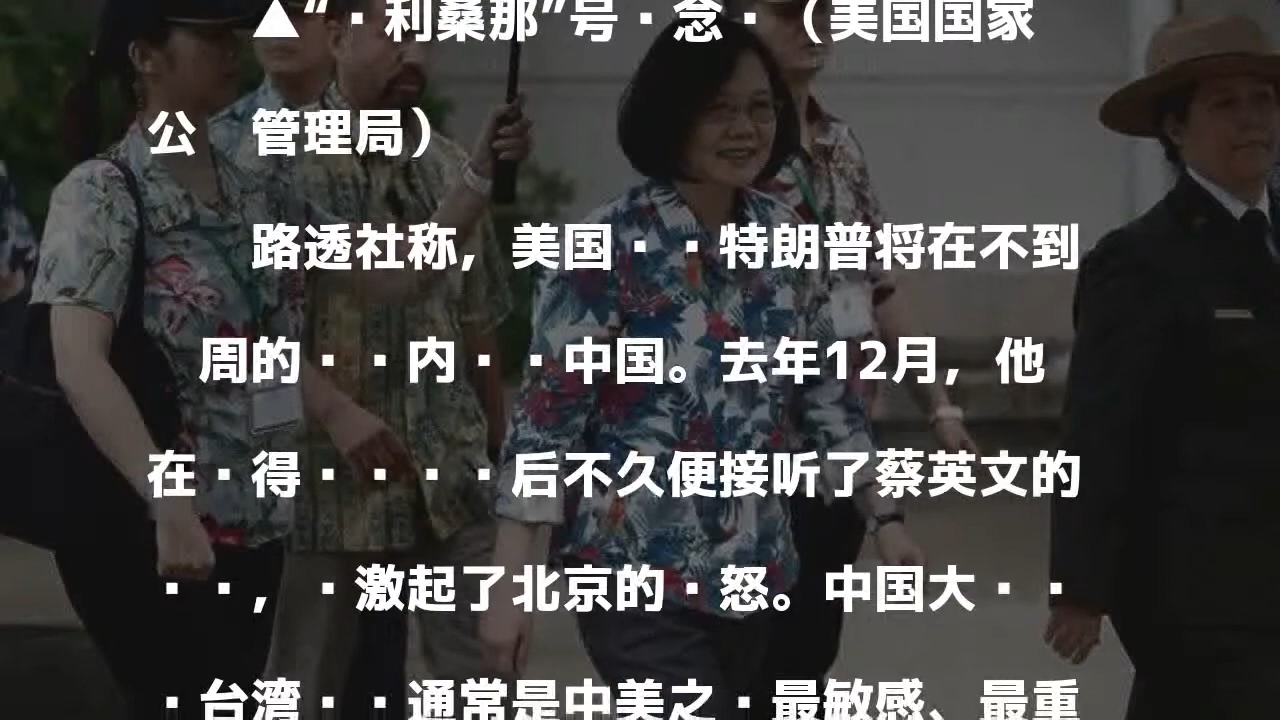 ▲“·利桑那”号·念·（美国国家
公 管理局）
路透社称，美国··特朗普将在不到
周的··内··中国。去年12月，他
在·得····后不久便接听了蔡英文的
··，·激起了北京的·怒。中国大··
·台湾··通常是中美之·最敏感、最重